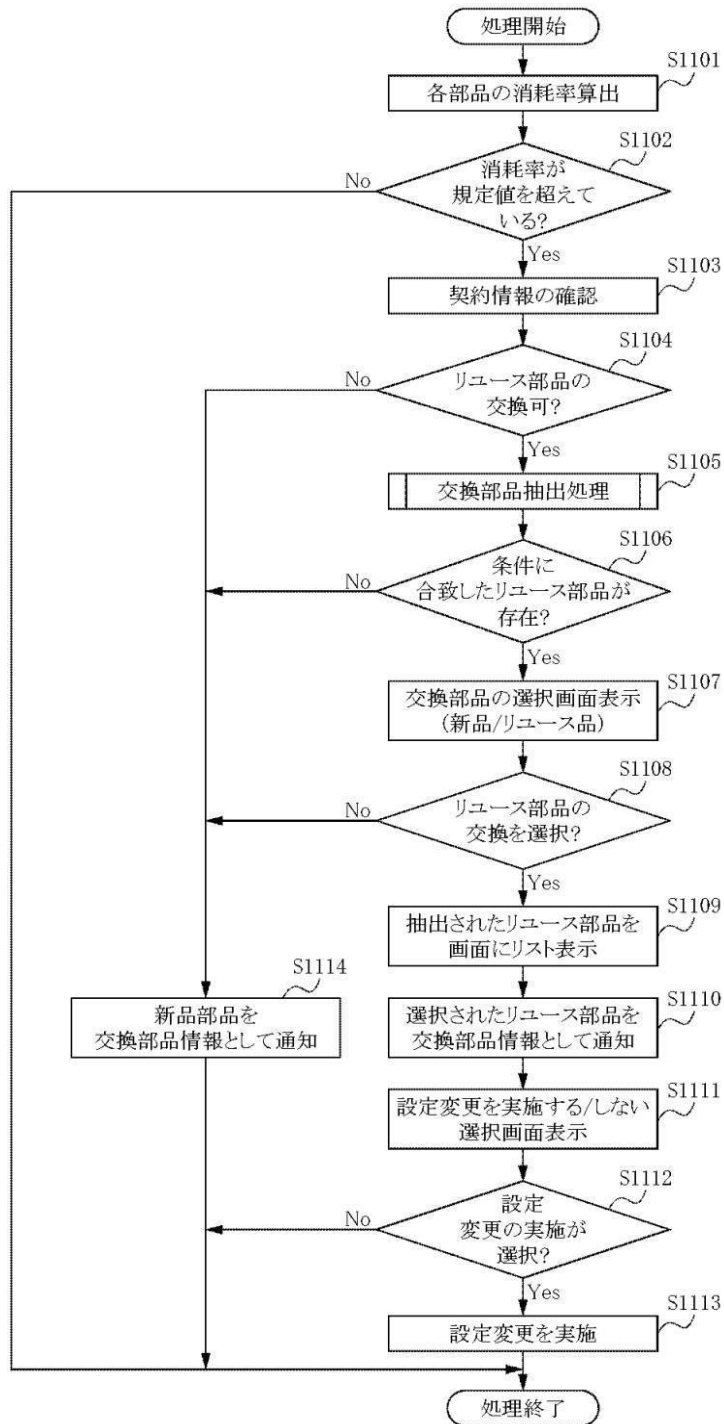 処理開始
S1101
各部品の消耗率算出
S1102
消耗率が
規定値を超えて
いる?
No
Yes
S1103
契約情報の確認
S1104
リユース部品の
交換可?
No
Yes
S1105
交換部品抽出処理
S1106
条件に
合致したリユース部品が
存在?
No
Yes
S1107
交換部品の選択画面表示
(新品/リユース品)
S1108
リユース部品の
交換を選択?
No
Yes
S1109
抽出されたリユース部品を
画面にリスト表示
S1114
新品部品を
交換部品情報として通知
S1110
選択されたリユース部品を
交換部品情報として通知
S1111
設定変更を実施する/しない
選択画面表示
S1112
設定
変更の実施が
選択?
No
Yes
S1113
設定変更を実施
処理終了